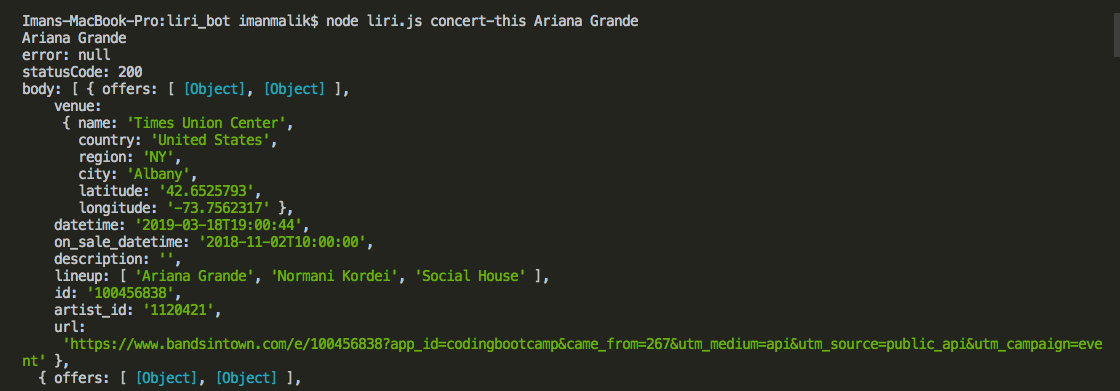 Imans-MacBook-Pro:liri_bot imanmalik$ node liri.js concert-this Ariana Grande
Ariana Grande
error: null
statusCode: 200
body: [ { offers: [ [Object], [Object] ],
venue:
{ name: 'Times Union Center',
country: 'United States',
region: 'NY',
city: 'Albany',
latitude: '42.6525793',
longitude: '-73.7562317' },
datetime: '2019-03-18T19:00:44',
on_sale_datetime: '2018-11-02T10:00:00',
description: '',
lineup: [ 'Ariana Grande', 'Normani Kordei', 'Social House' ],
id: '100456838',
artist_id: '1120421',
url:
'https://www.bandsintown.com/e/100456838?app_id=codingbootcamp&came_from=267&utm_medium=api&utm_source=public_api&utm_campaign=eve
nt' },
{ offers: [ [Object], [Object] ],